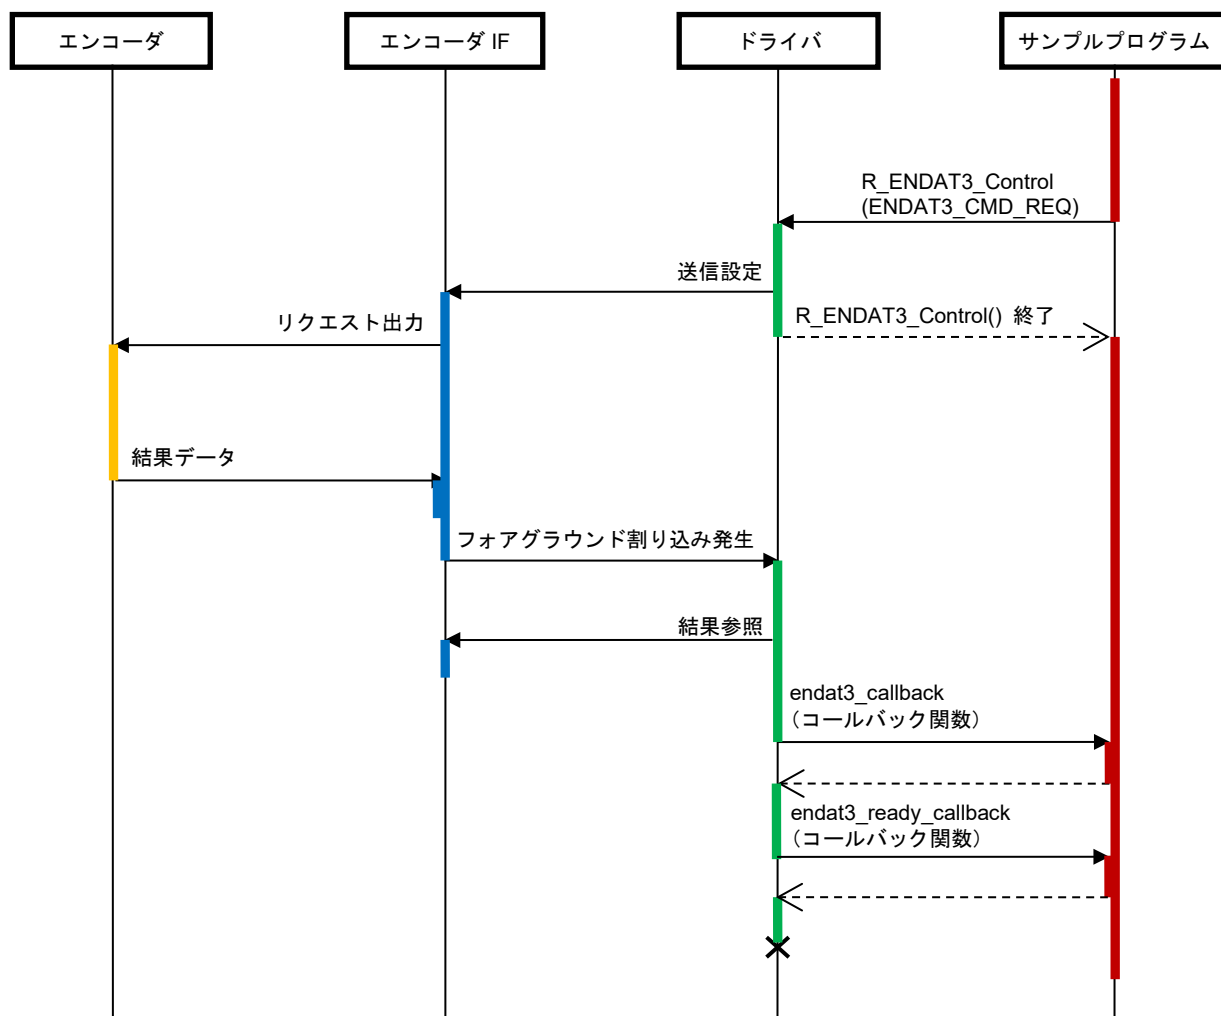 エンコーダ
エンコーダ IF
ドライバ
サンプルプログラム
R_ENDAT3_Control
(ENDAT3_CMD_REQ)
送信設定
R_ENDAT3_Control() 終了
リクエスト出力
結果データ
フォアグラウンド割り込み発生
結果参照
endat3_callback
（コールバック関数）
endat3_ready_callback
（コールバック関数）